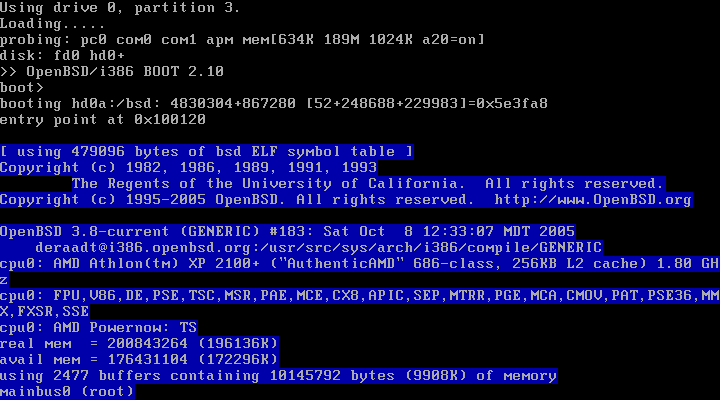 Using drive 0, partition 3.
Loading.....
probing: pc0 com0 com1 apm mem[634K 189M 1024K a20=on]
disk: fd0 hd0+
>> OpenBSD/i386 BOOT 2.10
boot>
booting hd0a:/bsd: 4830304+867280 [52+248688+229983]=0x5e3fa8
entry point at 0x100120
[ using 479096 bytes of bsd ELF symbol table ]
Copyright (c) 1982, 1986, 1989, 1991, 1993
The Regents of the University of California.  All rights reserved.
Copyright (c) 1995-2005 OpenBSD. All rights reserved.  http://www.OpenBSD.org
OpenBSD 3.8-current (GENERIC) #183: Sat Oct  8 12:33:07 MDT 2005
deraadt@i386.openbsd.org:/usr/src/sys/arch/i386/compile/GENERIC
cpu0: AMD Athlon(tm) XP 2100+ ("AuthenticAMD" 686-class, 256KB L2 cache) 1.80 GH
z
cpu0: FPU,V86,DE,PSE,TSC,MSR,PAE,MCE,CX8,APIC,SEP,MTRR,PGE,MCA,CMOV,PAT,PSE36,MM
X,FXSR,SSE
cpu0: AMD Powernow: TS
real mem  = 200843264 (196136K)
avail mem = 176431104 (172296K)
using 2477 buffers containing 10145792 bytes (9908K) of memory
mainbus0 (root)